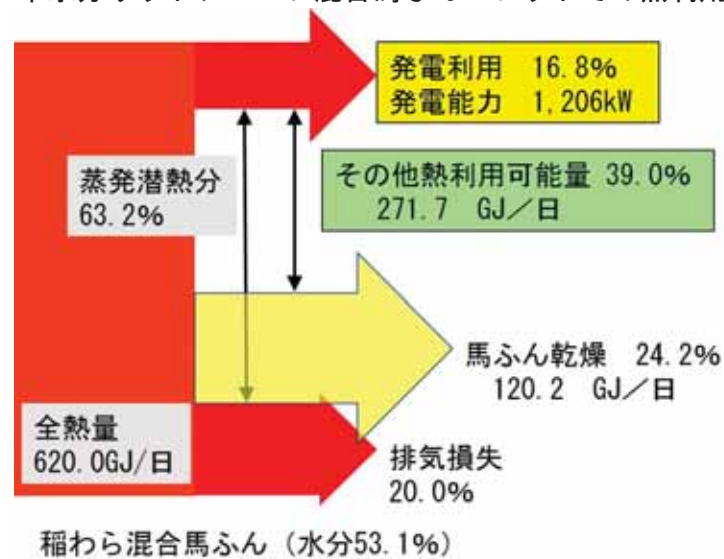 発電利用 16.8%
発電能力 1,206kW
蒸発潜熱分
63.2%
その他熱利用可能量 39.0%
271.7 GJ/日
馬ふん乾燥 24.2%
120.2 GJ/日
全熱量
620.0GJ/日
排気損失
20.0%
稲わら混合馬ふん（水分53.1%）